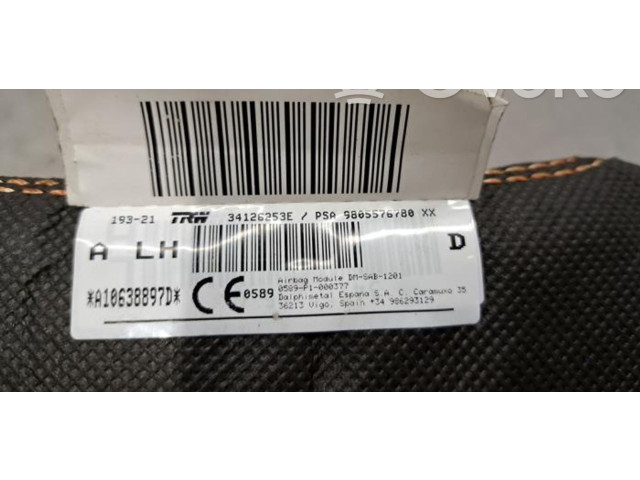 193-21 TRW 34126253E / PSA 9805576780 XX
A LH D
*A10638897D* CE 0589 Airbag Module DM-SAB-1201
0589-P1-000377
Dalphimetal Espana S.A. C. Caramuxo 35
36213 Vigo, Spain +34 986293129